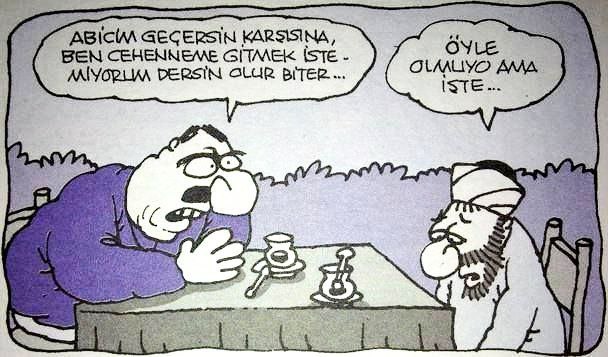 ABİCİM GEÇERSİN KARŞISINA,
BEN CEHENNEME GİTMEK İSTE-
MİYORUM DERSİN OLUR BİTER...
ÖYLE
OLMUYO AMA
İŞTE...